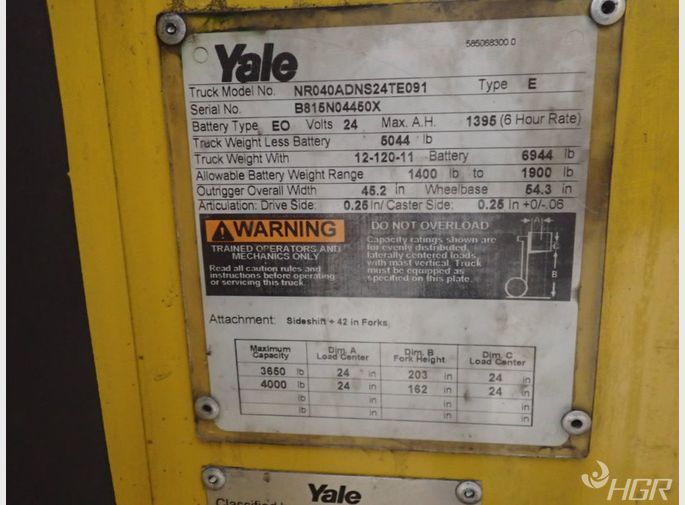 585068300 0
Yale
Truck Model No. NR040ADNS24TE091 Type E
Serial No. B815N04450X
Battery Type EO Volts 24 Max. A.H. 1395 (6 Hour Rate)
Truck Weight Less Battery 5044 lb
Truck Weight With 12-120-11 Battery 6944 lb
Allowable Battery Weight Range 1400 lb to 1900 lb
Outrigger Overall Width 45.2 in Wheelbase 54.3 in
Articulation: Drive Side: 0.25 In/ Caster Side: 0.25 In +0/-.06
WARNING
TRAINED OPERATORS AND
MECHANICS ONLY
Read all caution rules and
instructions before operating
or servicing this truck.
DO NOT OVERLOAD
Capacity ratings shown are
for evenly distributed,
laterally centered loads
with mast vertical. Truck
must be equipped as
specified on this plate.
A
C
B
Attachment: Sideshift + 42 in Forks
Maximum Capacity Dim. A Load Center Dim. B Fork Height Dim. C Load Center
3650 lb 24 in 203 in 24 in
4000 lb 24 in 162 in 24 in
lb in in in
lb in in in
Yale
HGR